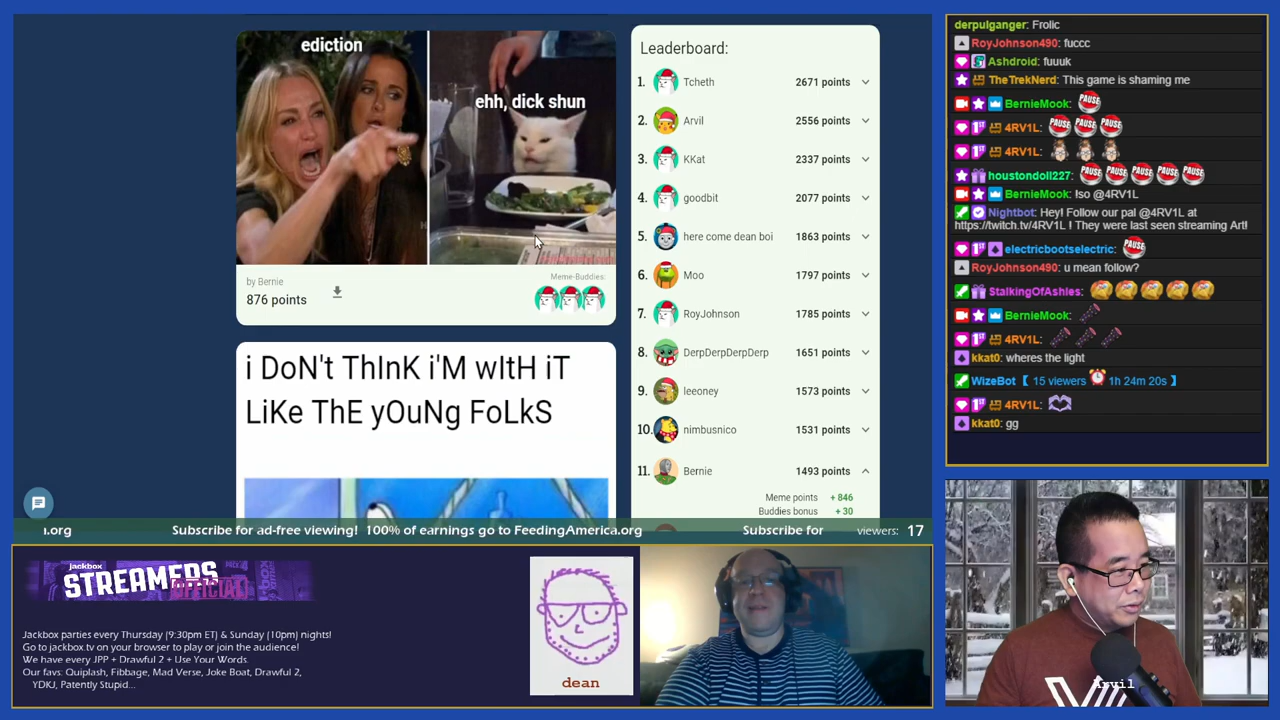 ediction
ehh, dick shun
by Bernie
876 points
Meme-Buddies:
i DoN't ThInK i'M wItH iT
LiKe ThE yOuNg FoLkS
Leaderboard:
1. Tcheth 2671 points
2. Arvil 2556 points
3. KKat 2337 points
4. goodbit 2077 points
5. here come dean boi 1863 points
6. Moo 1797 points
7. RoyJohnson 1785 points
8. DerpDerpDerpDerp 1651 points
9. leeoney 1573 points
10. nimbusnico 1531 points
11. Bernie 1493 points
Meme points + 846
Buddies bonus + 30
i.org Subscribe for ad-free viewing! 100% of earnings go to FeedingAmerica.org Subscribe for viewers: 17
jackbox
STREAMERS
OFFICIAL
Jackbox parties every Thursday (9:30pm ET) & Sunday (10pm) nights!
Go to jackbox.tv on your browser to play or join the audience!
We have every JPP + Drawful 2 + Use Your Words.
Our favs: Quiplash, Fibbage, Mad Verse, Joke Boat, Drawful 2,
YDKJ, Patently Stupid...
dean
derpulganger: Frolic
RoyJohnson490: fuccc
Ashdroid: fuuuk
TheTrekNerd: This game is shaming me
BernieMook: PAUSE
4RV1L: PAUSE PAUSE PAUSE
4RV1L:
houstondoll227: PAUSE PAUSE PAUSE PAUSE PAUSE
BernieMook: !so @4RV1L
Nightbot: Hey! Follow our pal @4RV1L at
https://twitch.tv/4RV1L ! They were last seen streaming Art!
electricbootselectric: PAUSE
RoyJohnson490: u mean follow?
StalkingOfAshies:
BernieMook:
4RV1L:
kkat0: wheres the light
WizeBot【 15 viewers 1h 24m 20s 】
4RV1L:
kkat0: gg
Arvil